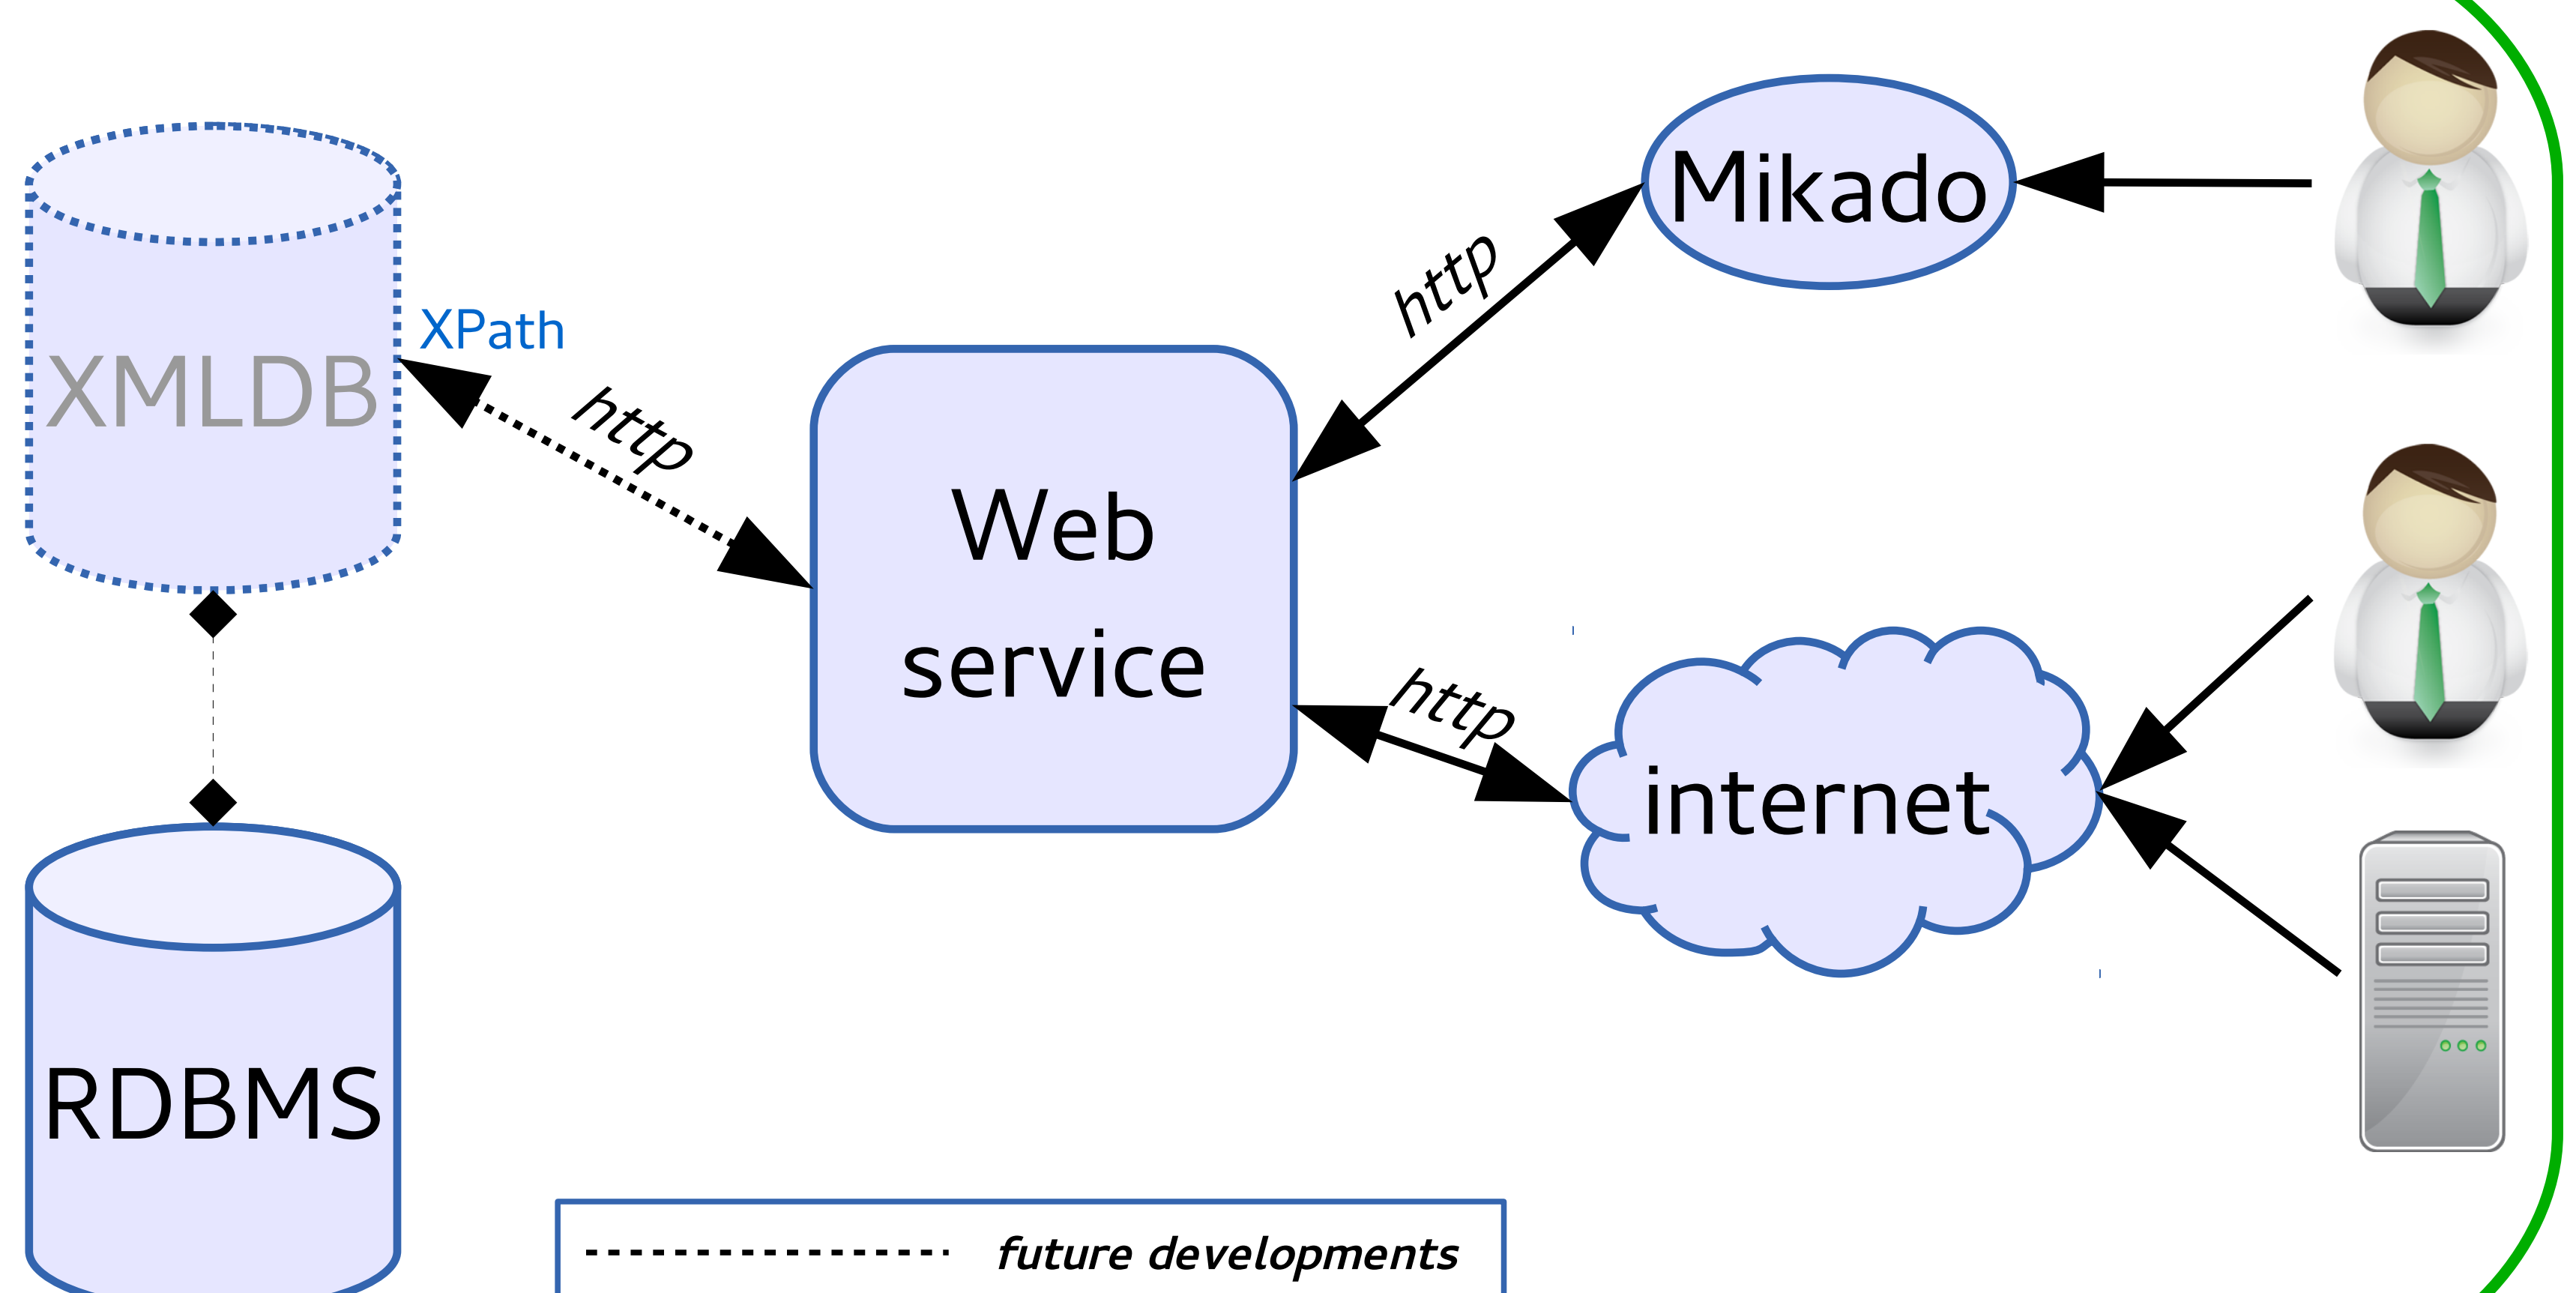 Mikado
http
XPath
XMLDB
http
Web
service
http
internet
RDBMS
future developments